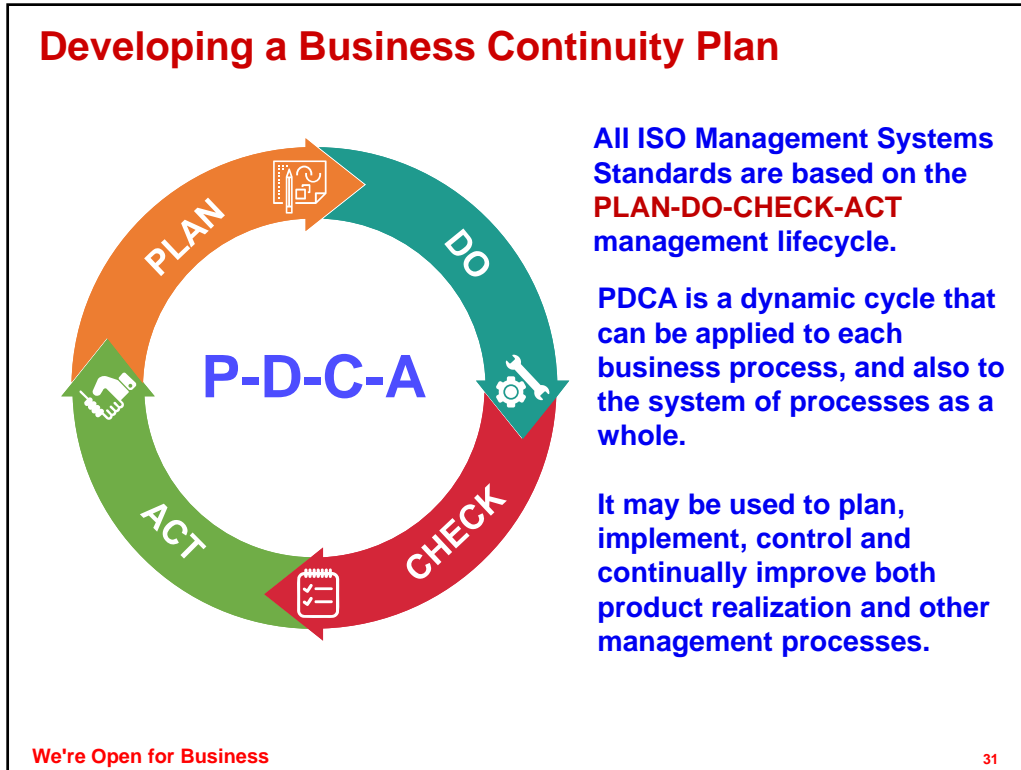 Developing a Business Continuity Plan
PLAN
DO
P-D-C-A
ACT
CHECK
All ISO Management Systems
Standards are based on the
PLAN-DO-CHECK-ACT
management lifecycle.
PDCA is a dynamic cycle that
can be applied to each
business process, and also to
the system of processes as a
whole.
It may be used to plan,
implement, control and
continually improve both
product realization and other
management processes.
We're Open for Business
31